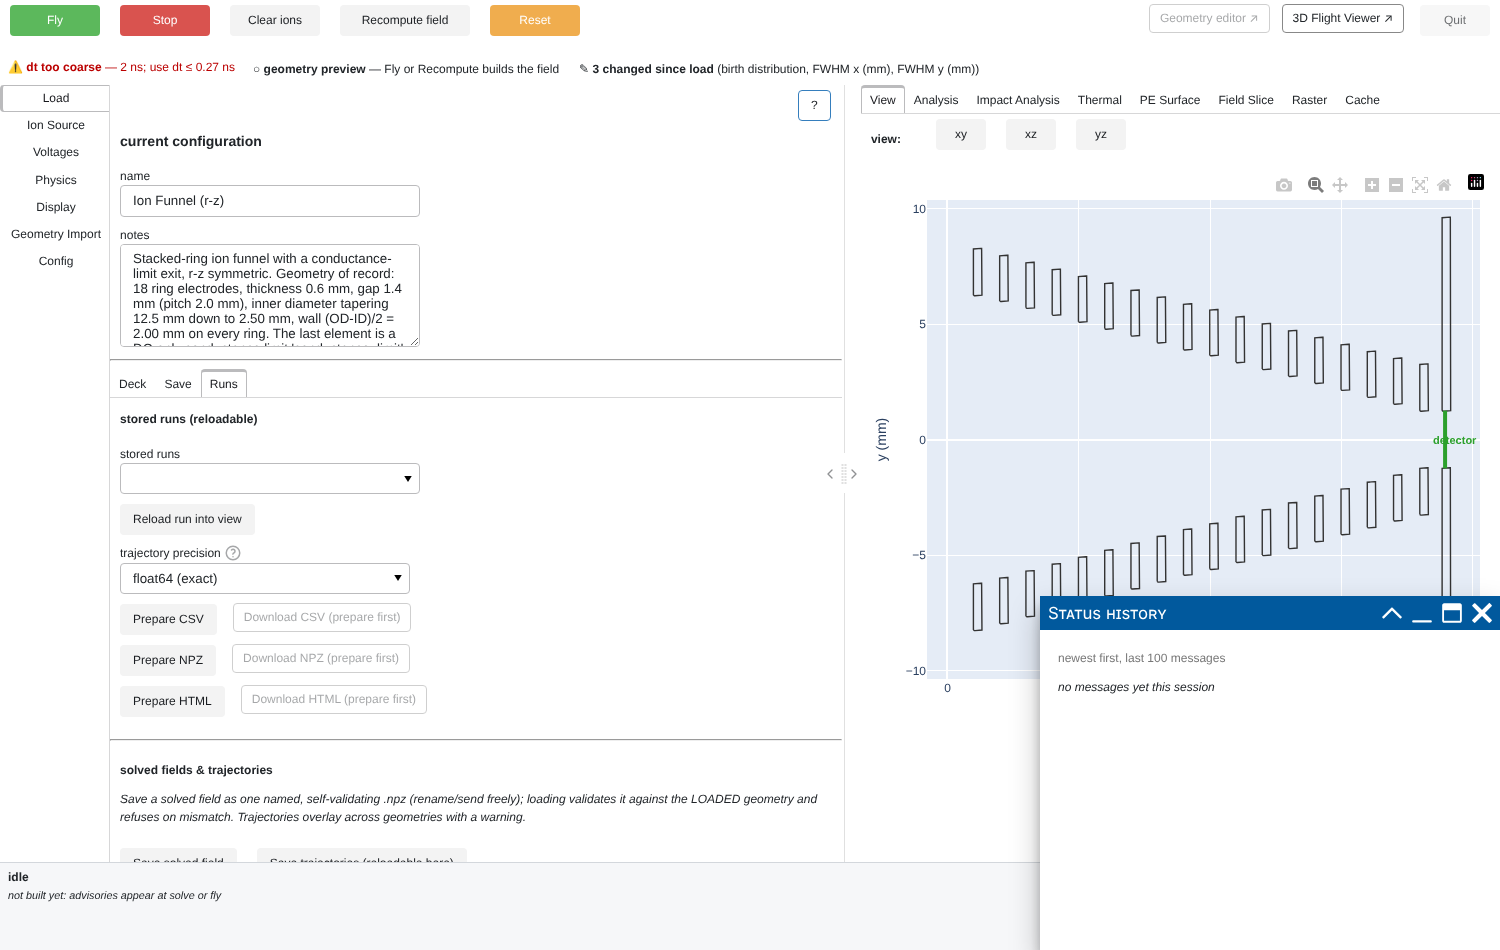 Fly
Stop
Clear ions
Recompute field
Reset
Geometry editor
3D Flight Viewer
Quit
⚠ dt too coarse — 2 ns; use dt ≤ 0.27 ns
○ geometry preview — Fly or Recompute builds the field
✎ 3 changed since load (birth distribution, FWHM x (mm), FWHM y (mm))
Load
Ion Source
Voltages
Physics
Display
Geometry Import
Config
?
current configuration
name
Ion Funnel (r-z)
notes
Stacked-ring ion funnel with a conductance-
limit exit, r-z symmetric. Geometry of record:
18 ring electrodes, thickness 0.6 mm, gap 1.4
mm (pitch 2.0 mm), inner diameter tapering
12.5 mm down to 2.50 mm, wall (OD-ID)/2 =
2.00 mm on every ring. The last element is a
Deck
Save
Runs
stored runs (reloadable)
stored runs
Reload run into view
trajectory precision ?
float64 (exact)
Prepare CSV
Download CSV (prepare first)
Prepare NPZ
Download NPZ (prepare first)
Prepare HTML
Download HTML (prepare first)
solved fields & trajectories
Save a solved field as one named, self-validating .npz (rename/send freely); loading validates it against the LOADED geometry and
refuses on mismatch. Trajectories overlay across geometries with a warning.
Save solved field
Save trajectories (reloadable here)
View
Analysis
Impact Analysis
Thermal
PE Surface
Field Slice
Raster
Cache
view:
xy
xz
yz
10
5
0
−5
−10
y (mm)
0
detector
Status history
newest first, last 100 messages
no messages yet this session
idle
not built yet: advisories appear at solve or fly